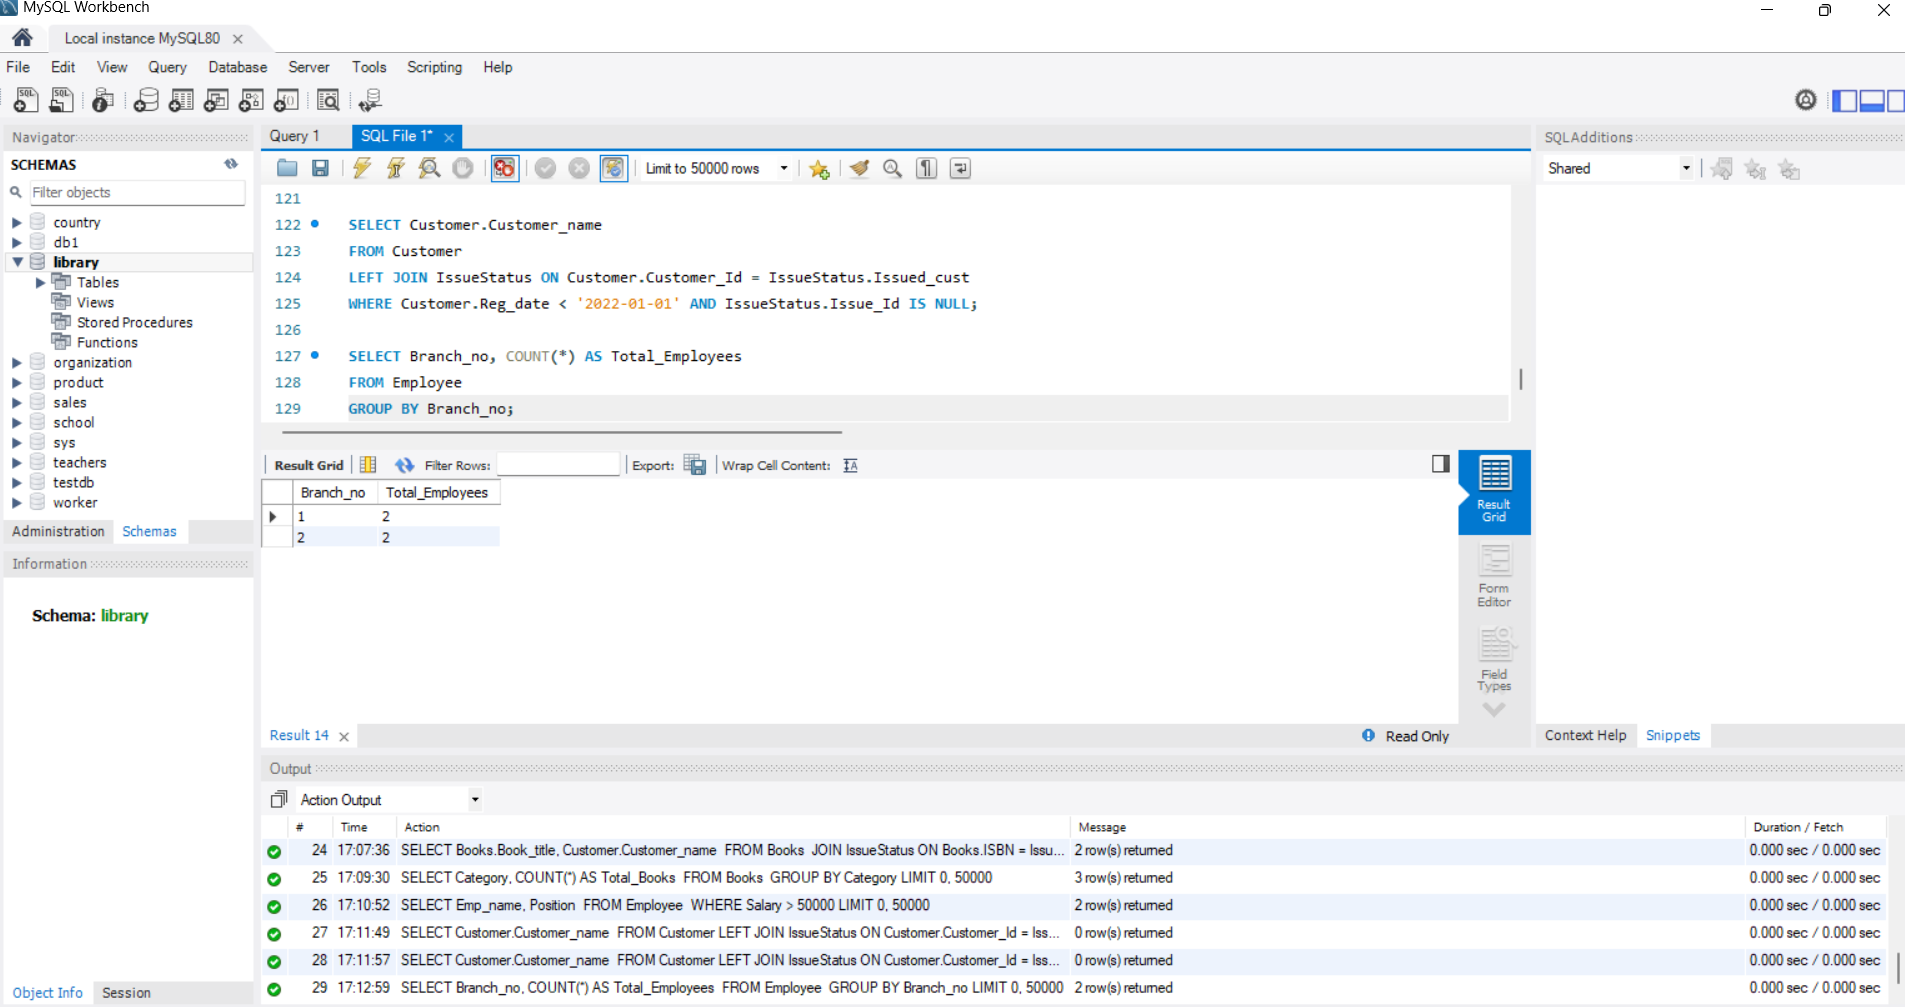 MySQL Workbench
Local instance MySQL80
File Edit View Query Database Server Tools Scripting Help
Navigator
SCHEMAS
Filter objects
country
db1
library
Tables
Views
Stored Procedures
Functions
organization
product
sales
school
sys
teachers
testdb
worker
Administration Schemas
Information
Schema: library
Object Info Session
Query 1 SQL File 1*
Limit to 50000 rows
121
122 SELECT Customer.Customer_name
123 FROM Customer
124 LEFT JOIN IssueStatus ON Customer.Customer_Id = IssueStatus.Issued_cust
125 WHERE Customer.Reg_date < '2022-01-01' AND IssueStatus.Issue_Id IS NULL;
126
127 SELECT Branch_no, COUNT(*) AS Total_Employees
128 FROM Employee
129 GROUP BY Branch_no;
Result Grid Filter Rows: Export: Wrap Cell Content:
Branch_no Total_Employees
1 2
2 2
Result Grid
Form Editor
Field Types
Result 14 Read Only
SQLAdditions
Shared
Context Help Snippets
Output
Action Output
# Time Action Message Duration / Fetch
24 17:07:36 SELECT Books.Book_title, Customer.Customer_name FROM Books JOIN IssueStatus ON Books.ISBN = Issu... 2 row(s) returned 0.000 sec / 0.000 sec
25 17:09:30 SELECT Category, COUNT(*) AS Total_Books FROM Books GROUP BY Category LIMIT 0, 50000 3 row(s) returned 0.000 sec / 0.000 sec
26 17:10:52 SELECT Emp_name, Position FROM Employee WHERE Salary > 50000 LIMIT 0, 50000 2 row(s) returned 0.000 sec / 0.000 sec
27 17:11:49 SELECT Customer.Customer_name FROM Customer LEFT JOIN IssueStatus ON Customer.Customer_Id = Iss... 0 row(s) returned 0.000 sec / 0.000 sec
28 17:11:57 SELECT Customer.Customer_name FROM Customer LEFT JOIN IssueStatus ON Customer.Customer_Id = Iss... 0 row(s) returned 0.000 sec / 0.000 sec
29 17:12:59 SELECT Branch_no, COUNT(*) AS Total_Employees FROM Employee GROUP BY Branch_no LIMIT 0, 50000 2 row(s) returned 0.000 sec / 0.000 sec